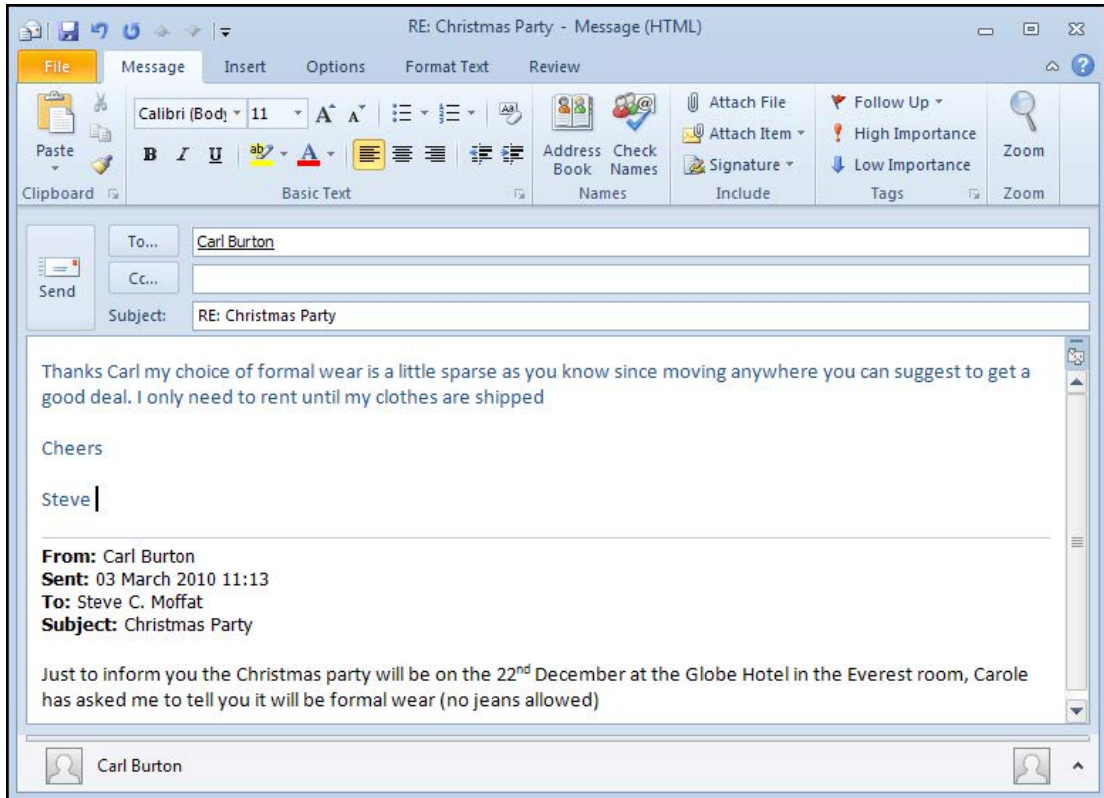 RE: Christmas Party - Message (HTML)
File Message Insert Options Format Text Review
Calibri (Body 11 A A Aa Attach File Follow Up
Attach Item High Importance
Paste B I U ab A Address Check Signature Low Importance Zoom
Book Names
Clipboard Basic Text Names Include Tags Zoom
To... Carl Burton
Cc...
Send
Subject: RE: Christmas Party
Thanks Carl my choice of formal wear is a little sparse as you know since moving anywhere you can suggest to get a
good deal. I only need to rent until my clothes are shipped
Cheers
Steve
From: Carl Burton
Sent: 03 March 2010 11:13
To: Steve C. Moffat
Subject: Christmas Party
Just to inform you the Christmas party will be on the 22nd December at the Globe Hotel in the Everest room, Carole
has asked me to tell you it will be formal wear (no jeans allowed)
Carl Burton